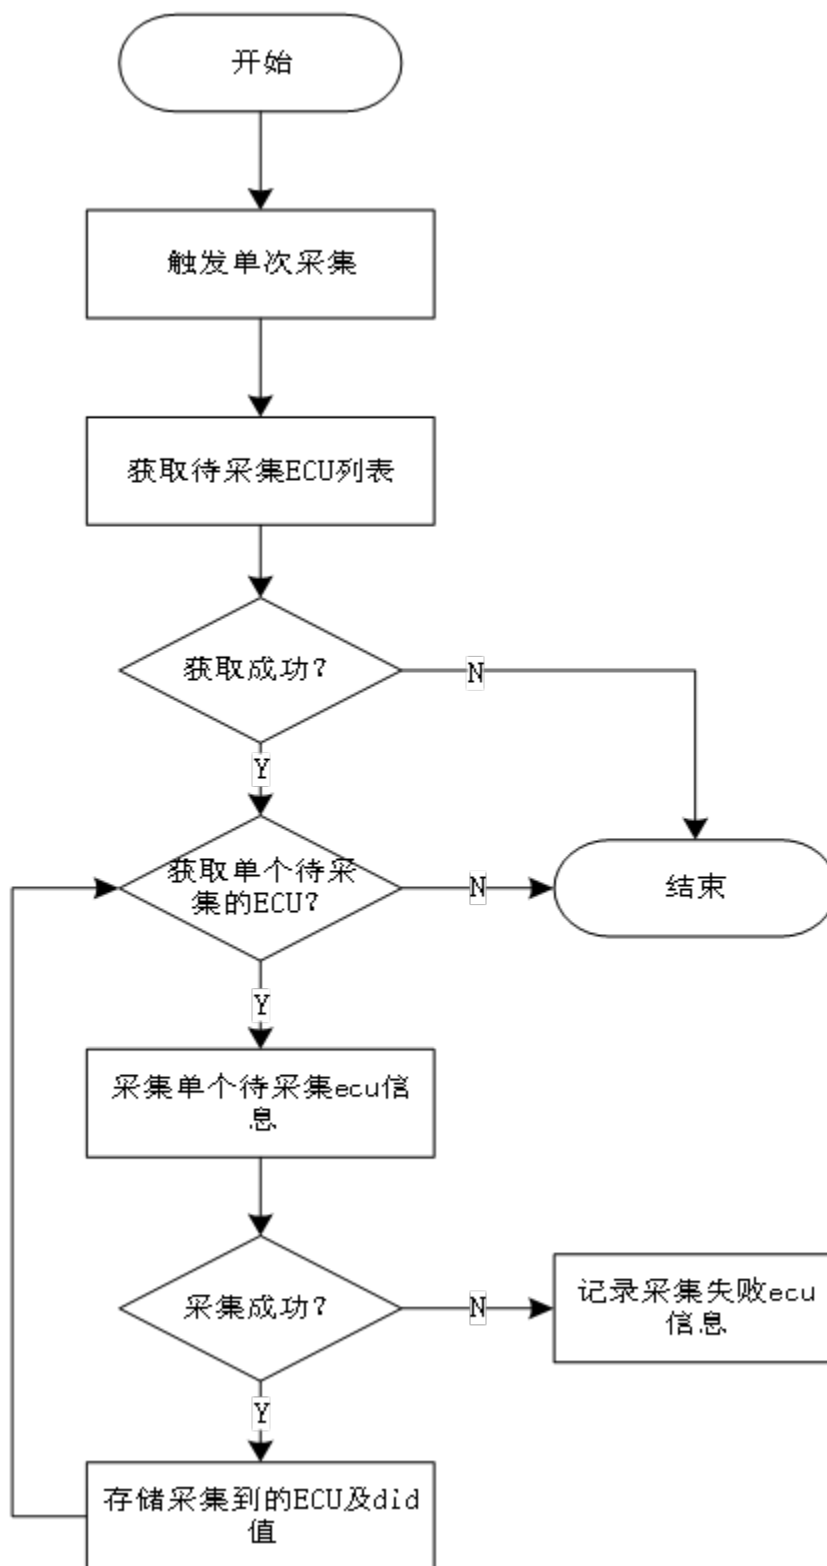 开始
触发单次采集
获取待采集ECU列表
获取成功?
N
Y
获取单个待采
集的ECU?
N
结束
Y
采集单个待采集ecu信
息
采集成功?
N
记录采集失败ecu
信息
Y
存储采集到的ECU及did
值